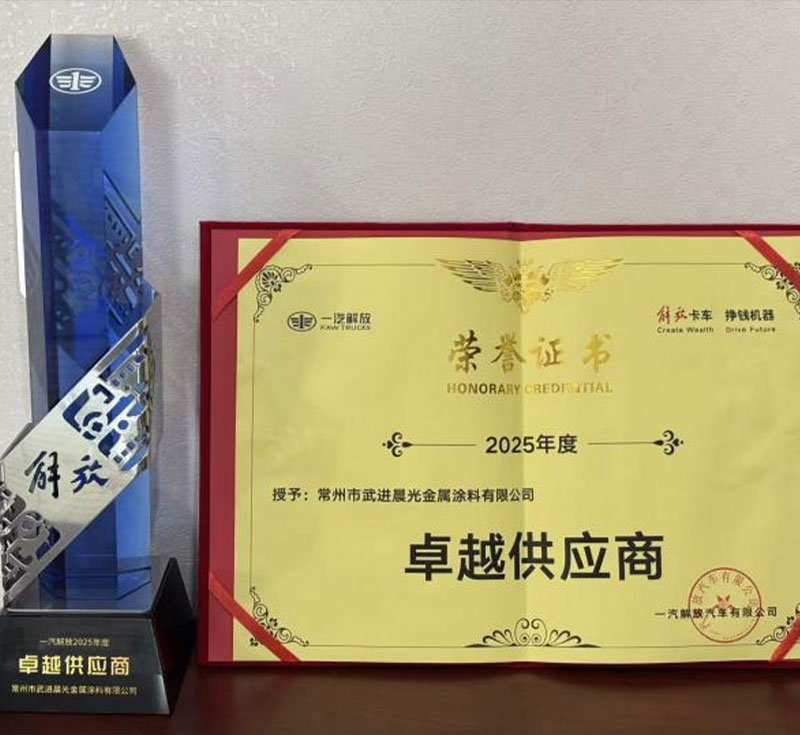 解放
一汽解放2025年度
卓越供应商
常州市武进晨光金属涂料有限公司
一汽解放
FAW TRUCKS
解放卡车 挣钱机器
Create Wealth Drive Future
荣誉证书
HONORARY CREDENTIAL
2025年度
授予：常州市武进晨光金属涂料有限公司
卓越供应商
一汽解放汽车有限公司